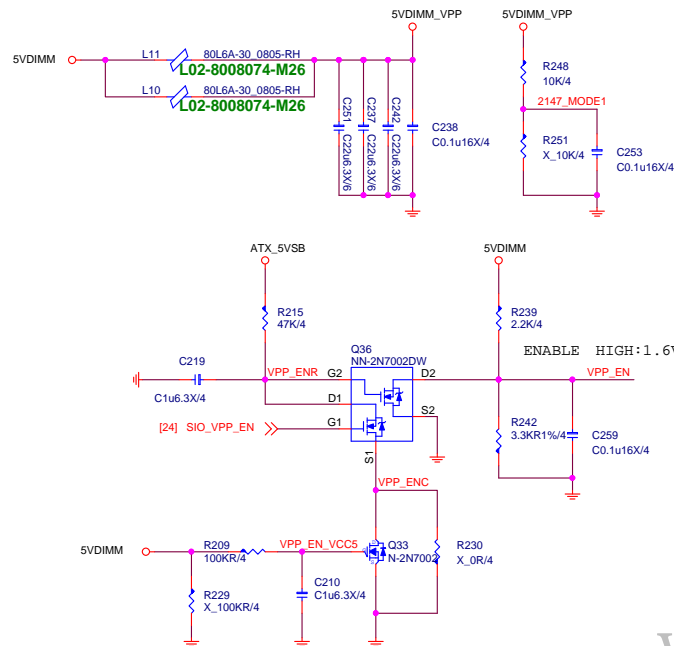 5VDIMM_VPP
5VDIMM_VPP
5VDIMM
L11
80L6A-30_0805-RH
L02-8008074-M26
L10
80L6A-30_0805-RH
L02-8008074-M26
C251
C22u6.3X/6
C237
C22u6.3X/6
C242
C22u6.3X/6
C238
C0.1u16X/4
R248
10K/4
2147_MODE1
R251
X_10K/4
C253
C0.1u16X/4
ATX_5VSB
5VDIMM
R215
47K/4
R239
2.2K/4
Q36
NN-2N7002DW
ENABLE HIGH:1.6V
C219
C1u6.3X/4
VPP_ENR
G2
D2
VPP_EN
D1
S2
[24] SIO_VPP_EN
G1
S1
R242
3.3KR1%/4
C259
C0.1u16X/4
VPP_ENC
5VDIMM
R209
100KR/4
VPP_EN_VCC5
Q33
N-2N7002
R230
X_0R/4
R229
X_100KR/4
C210
C1u6.3X/4